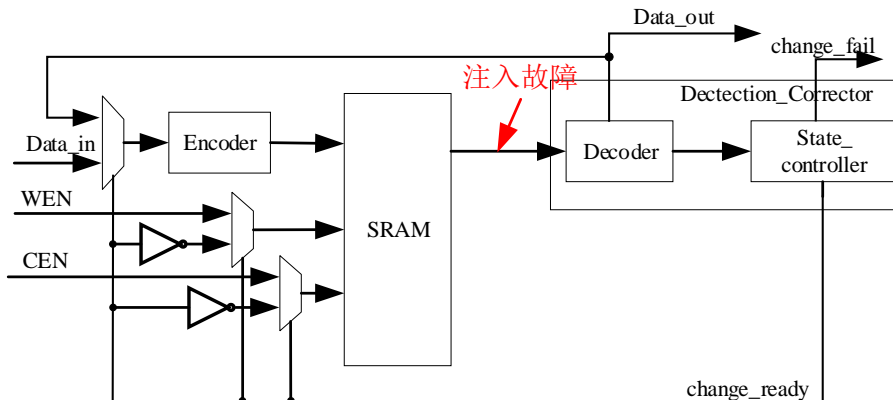 Data_out
change_fail
注入故障
Dectection_Corrector
Data_in
Encoder
Decoder
State_
controller
WEN
SRAM
CEN
change_ready